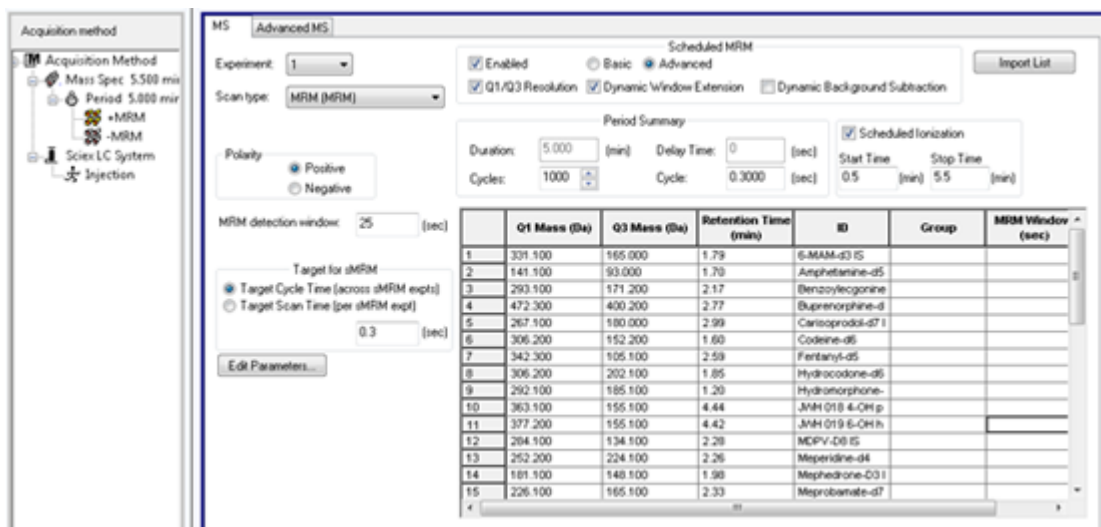 Acquisition method
Acquisition Method
Mass Spec 5.500 min
Period 5.000 min
+MRM
-MRM
Sciex LC System
Injection
MS Advanced MS
Experiment: 1
Scan type: MRM (MRM)
Scheduled MRM
Enabled Basic Advanced
Q1/Q3 Resolution Dynamic Window Extension Dynamic Background Subtraction
Import List
Polarity
Positive
Negative
Period Summary
Duration: 5.000 (min) Delay Time: 0 (sec)
Cycles: 1000 Cycle: 0.3000 (sec)
Scheduled Ionization
Start Time Stop Time
0.5 (min) 5.5 (min)
MRM detection window: 25 (sec)
Target for sMRM
Target Cycle Time (across sMRM expts)
Target Scan Time (per sMRM expt)
0.3 (sec)
Edit Parameters...
Q1 Mass (Da) Q3 Mass (Da) Retention Time (min) ID Group MRM Window (sec)
1 331.100 165.000 1.79 6-MAM-d3 IS
2 141.100 93.000 1.70 Amphetamine-d5
3 293.100 171.200 2.17 Benzoylecgonine
4 472.300 400.200 2.77 Buprenorphine-d
5 267.100 180.000 2.99 Carisoprodol-d7 I
6 306.200 152.200 1.60 Codeine-d6
7 342.300 105.100 2.59 Fentanyl-d5
8 306.200 202.100 1.85 Hydrocodone-d6
9 292.100 185.100 1.20 Hydromorphone-
10 363.100 155.100 4.44 JWH 018 4-OH p
11 377.200 155.100 4.42 JWH 019 6-OH h
12 284.100 134.100 2.28 MDPV-D8 IS
13 252.200 224.100 2.26 Meperidine-d4
14 181.100 148.100 1.98 Mephedrone-D3 I
15 226.100 165.100 2.33 Meprobamate-d7